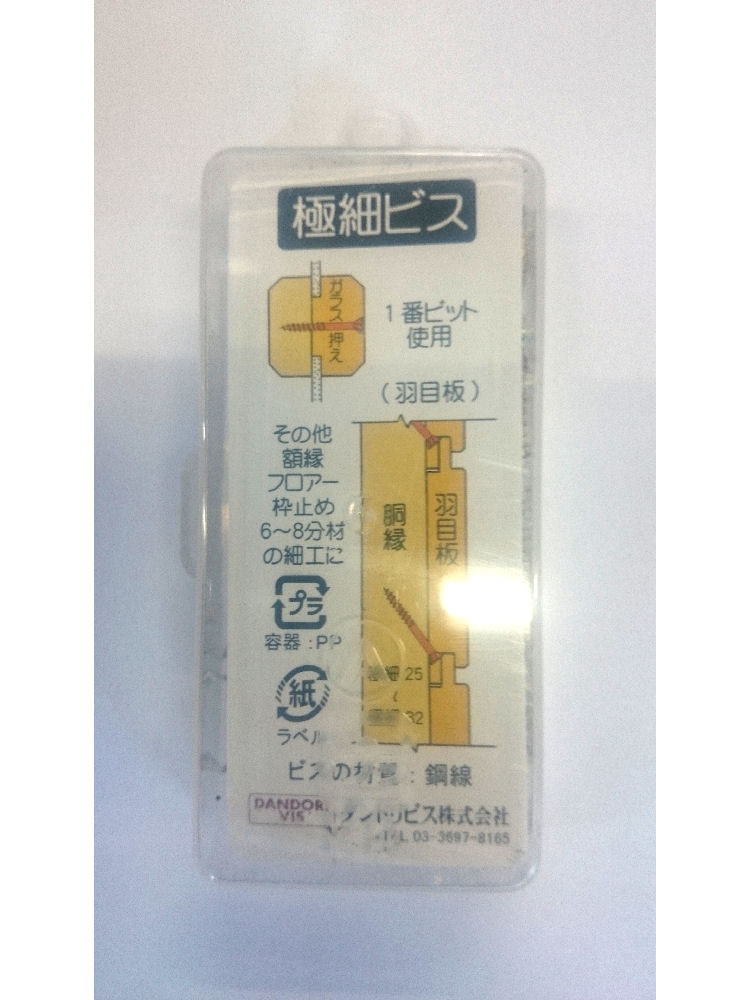 極細ビス
ガラス押え
1番ビット
使用
(羽目板)
その他
額縁
フロアー
枠止め
6〜8分材
の細工に
胴縁
羽目板
プラ
容器:PP
紙
ラベル
極細 25
〜
極細 32
ビスの材質:鋼線
DANDORI
VIS
ダンドリビス株式会社
TEL 03-3697-8165